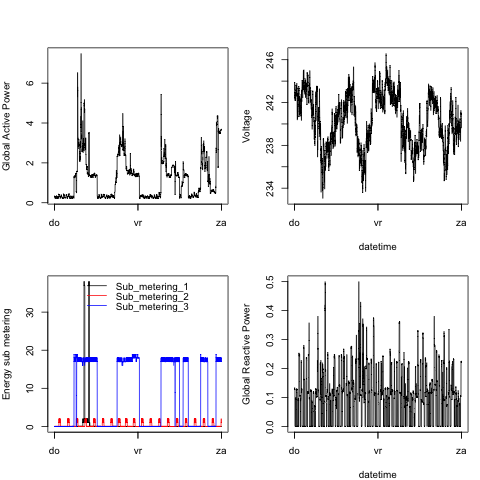 Global Active Power
0 2 4 6
do vr za
Voltage
234 238 242 246
do vr za
datetime
Energy sub metering
0 10 20 30
Sub_metering_1
Sub_metering_2
Sub_metering_3
do vr za
Global Reactive Power
0.0 0.1 0.2 0.3 0.4 0.5
do vr za
datetime